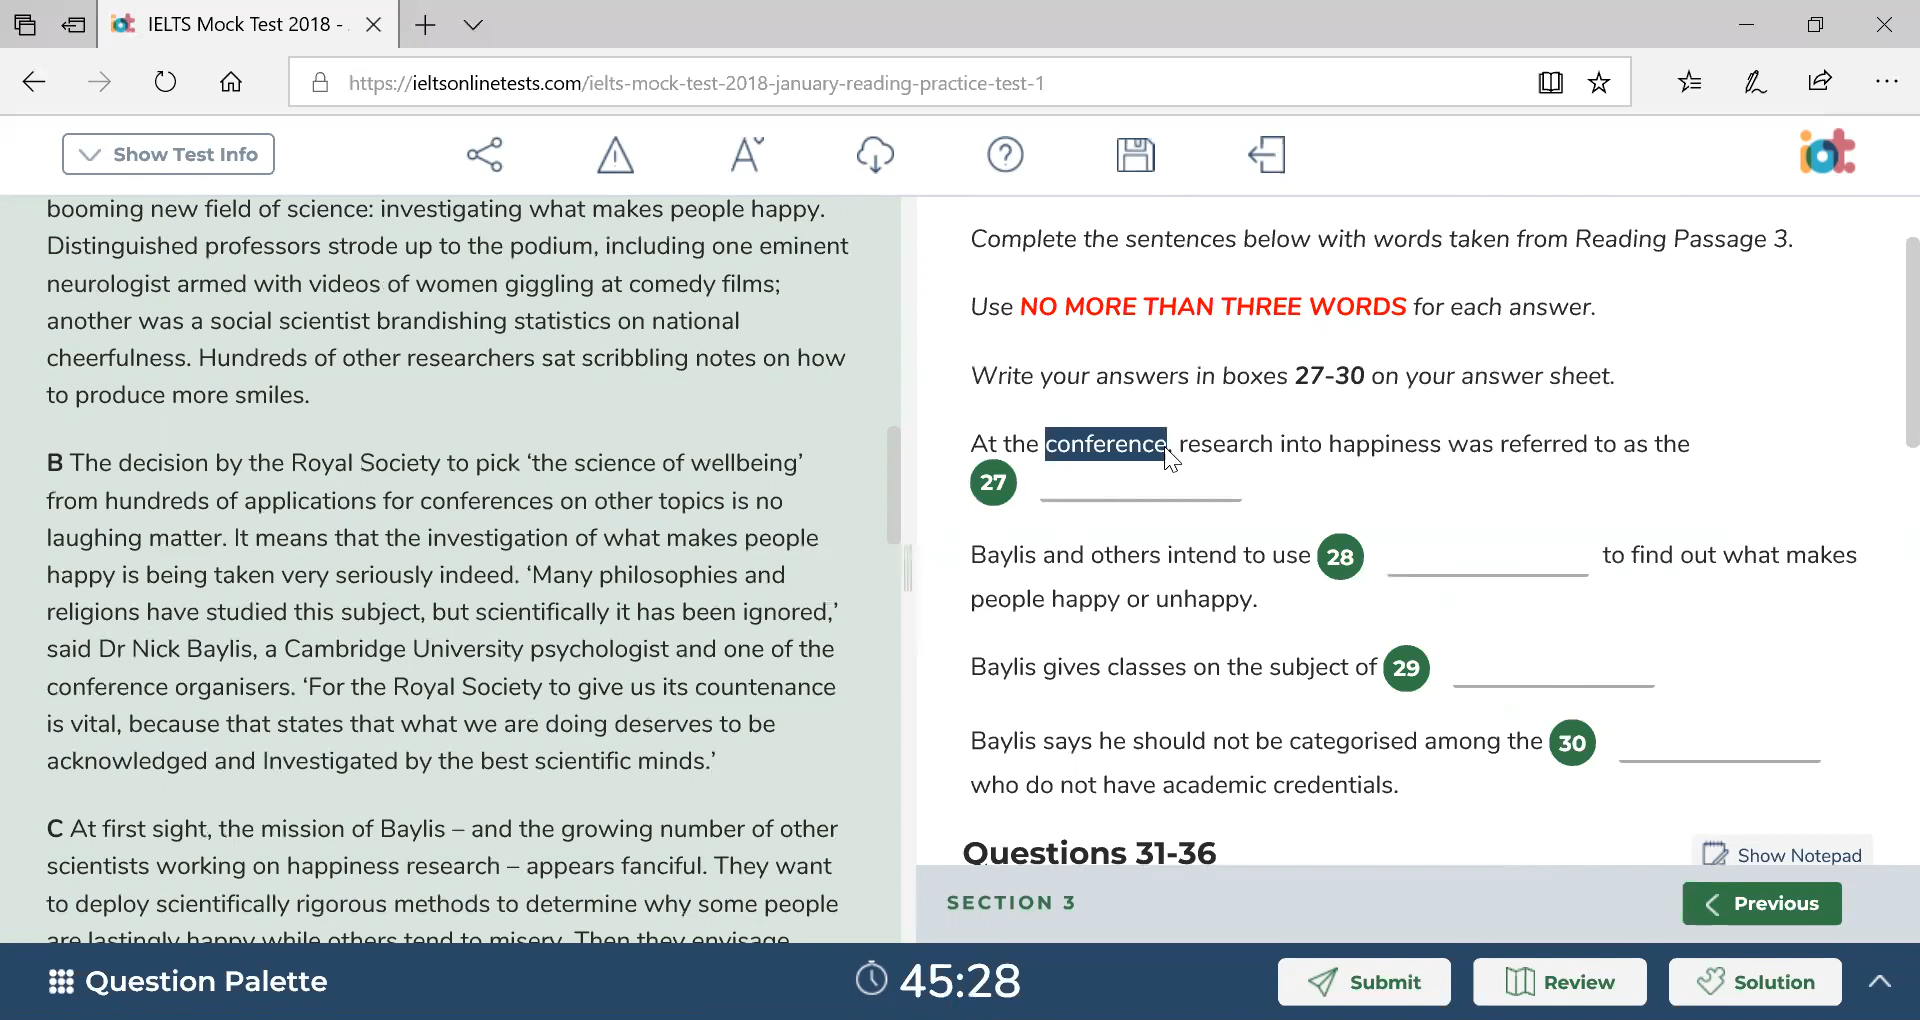 IELTS Mock Test 2018 -
https://ieltsonlinetests.com/ielts-mock-test-2018-january-reading-practice-test-1
Show Test Info
iot
booming new field of science: investigating what makes people happy.
Distinguished professors strode up to the podium, including one eminent
neurologist armed with videos of women giggling at comedy films;
another was a social scientist brandishing statistics on national
cheerfulness. Hundreds of other researchers sat scribbling notes on how
to produce more smiles.
B The decision by the Royal Society to pick ‘the science of wellbeing’
from hundreds of applications for conferences on other topics is no
laughing matter. It means that the investigation of what makes people
happy is being taken very seriously indeed. ‘Many philosophies and
religions have studied this subject, but scientifically it has been ignored,’
said Dr Nick Baylis, a Cambridge University psychologist and one of the
conference organisers. ‘For the Royal Society to give us its countenance
is vital, because that states that what we are doing deserves to be
acknowledged and Investigated by the best scientific minds.’
C At first sight, the mission of Baylis – and the growing number of other
scientists working on happiness research – appears fanciful. They want
to deploy scientifically rigorous methods to determine why some people
are lastingly happy while others tend to misery. Then they envisage
Complete the sentences below with words taken from Reading Passage 3.
Use NO MORE THAN THREE WORDS for each answer.
Write your answers in boxes 27-30 on your answer sheet.
At the conference, research into happiness was referred to as the
27
Baylis and others intend to use 28 to find out what makes
people happy or unhappy.
Baylis gives classes on the subject of 29
Baylis says he should not be categorised among the 30
who do not have academic credentials.
Questions 31-36
Show Notepad
SECTION 3
Previous
Question Palette
45:28
Submit
Review
Solution